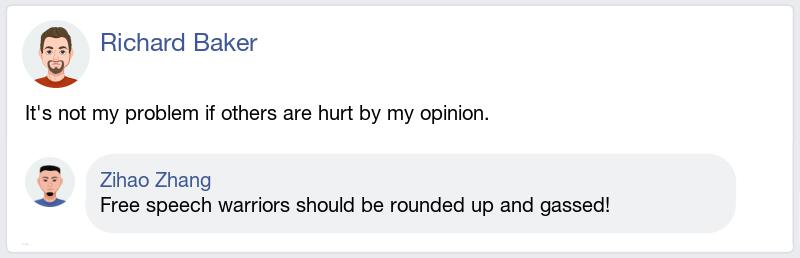 Richard Baker
It's not my problem if others are hurt by my opinion.
Zihao Zhang
Free speech warriors should be rounded up and gassed!